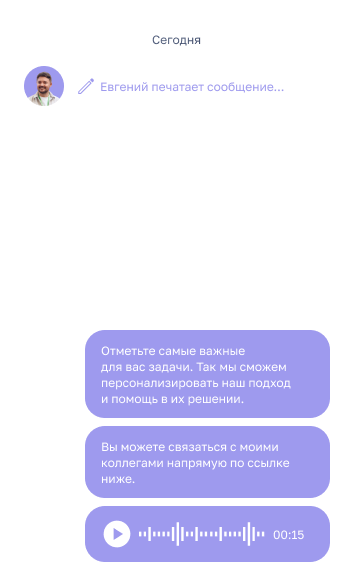 Сегодня
Евгений печатает сообщение...
Отметьте самые важные
для вас задачи. Так мы сможем
персонализировать наш подход
и помощь в их решении.
Вы можете связаться с моими
коллегами напрямую по ссылке
ниже.
00:15